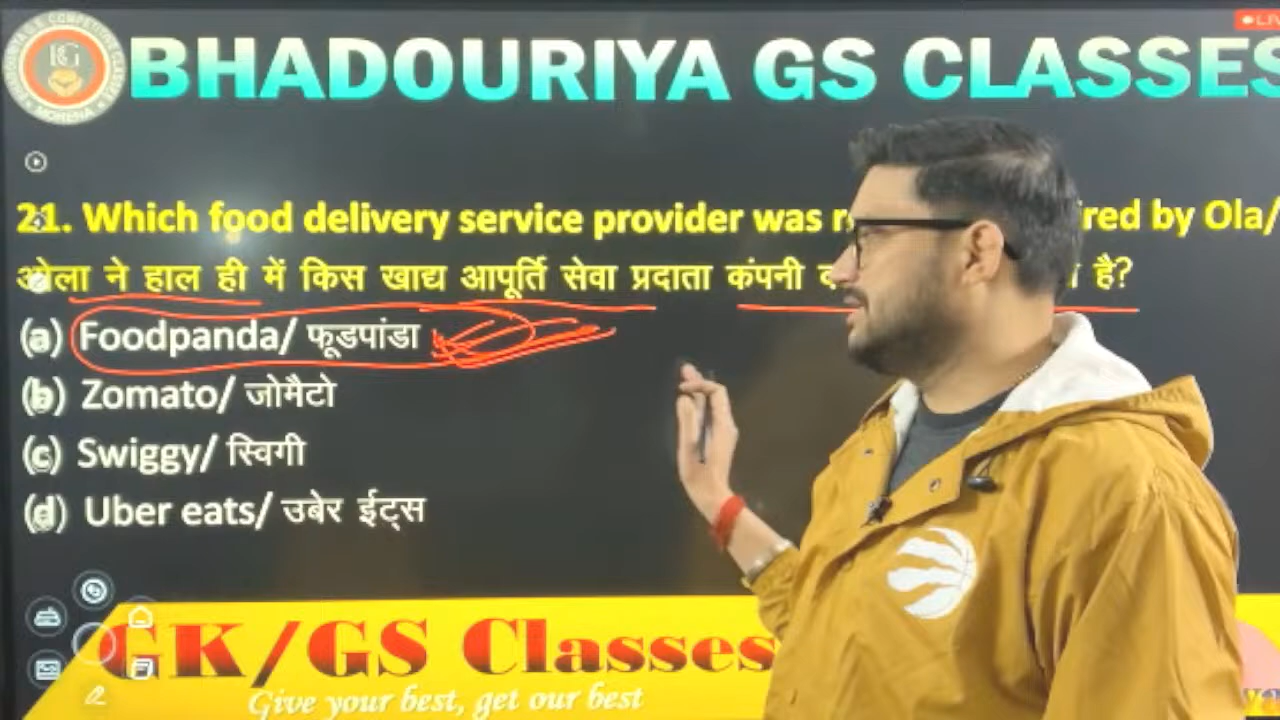 BHADOURIYA GS CLASSES
MORENA
21. Which food delivery service provider was by Ola/
ओला ने हाल ही में किस खाद्य आपूर्ति सेवा प्रदाता कंपनी है?
(a) Foodpanda/ फूडपांडा
(b) Zomato/ जोमैटो
(c) Swiggy/ स्विगी
(d) Uber eats/ उबेर ईट्स
GK/GS Classes
Give your best, get our best